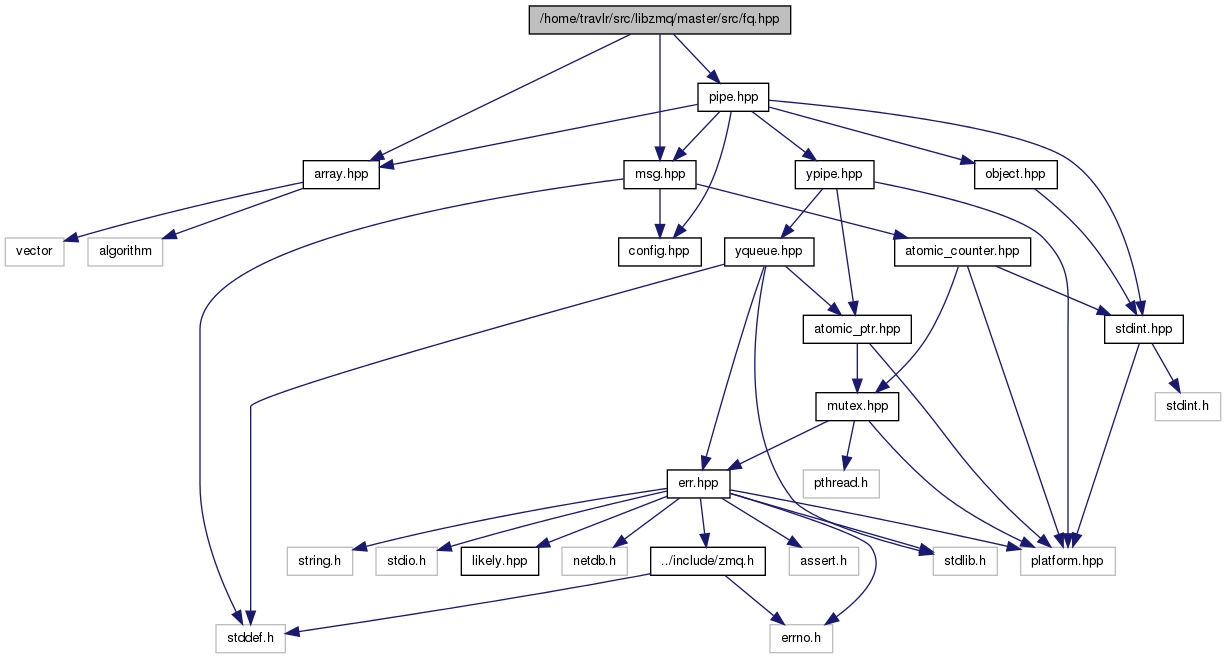 /home/travlr/src/libzmq/master/src/fq.hpp
pipe.hpp
array.hpp
msg.hpp
ypipe.hpp
object.hpp
vector
algorithm
config.hpp
yqueue.hpp
atomic_counter.hpp
atomic_ptr.hpp
stdint.hpp
mutex.hpp
stdint.h
err.hpp
pthread.h
string.h
stdio.h
likely.hpp
netdb.h
../include/zmq.h
assert.h
stdlib.h
platform.hpp
stddef.h
errno.h